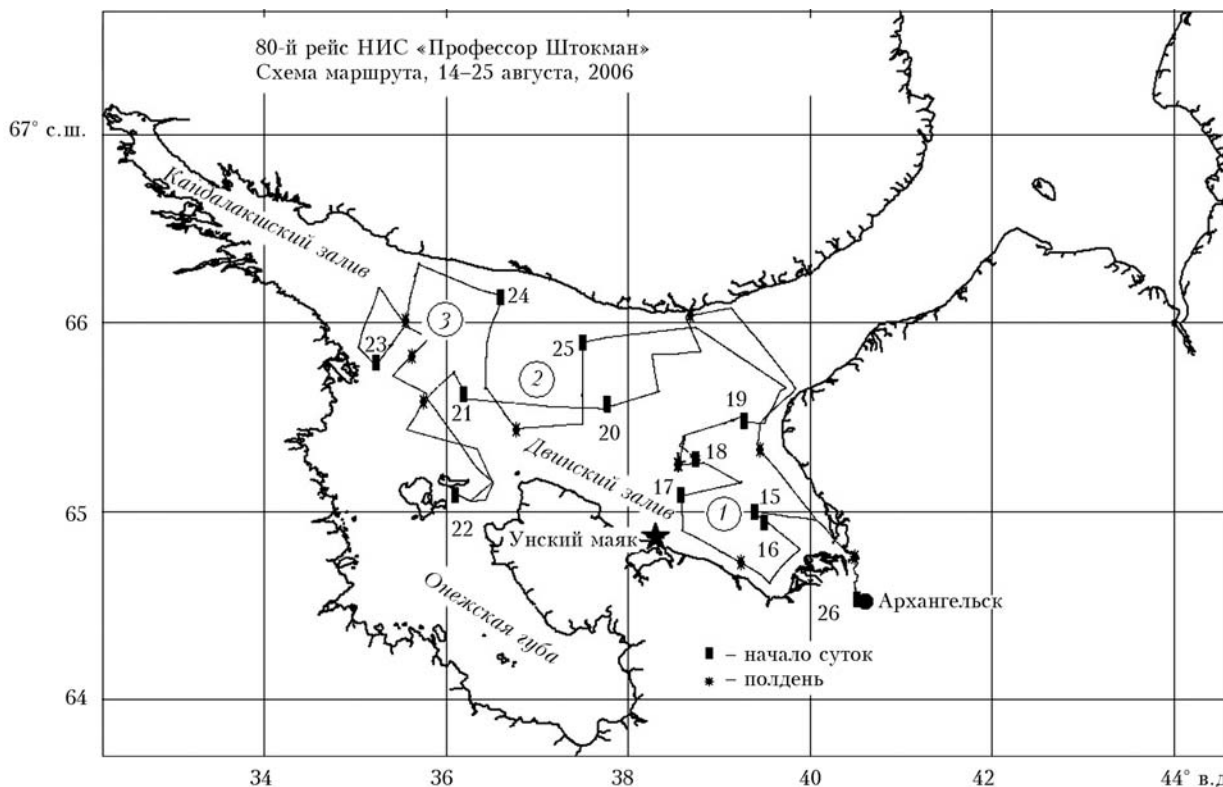 80-й рейс НИС «Профессор Штокман»
Схема маршрута, 14–25 августа, 2006
67° с.ш.
Кандалакшский залив
24
3
66
23
25
2
21
20
19
Двинский залив
18
17
15
1
16
65
22
Унский маяк
Онежская губа
26
Архангельск
– начало суток
– полдень
64
34
36
38
40
42
44° в.д